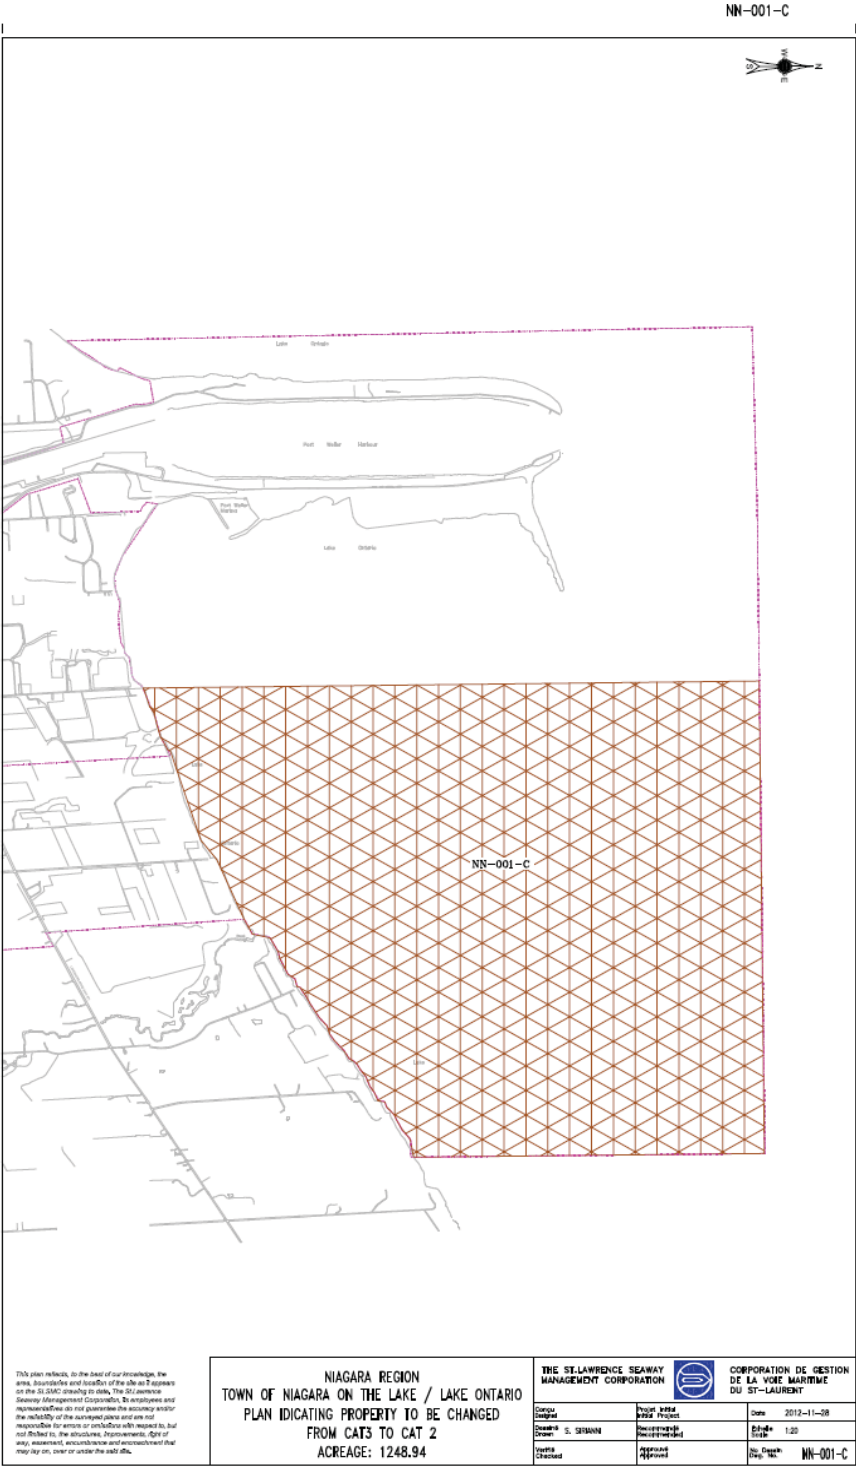 NN-001-C
W
S
N
E
Lake Ontario
Port Weller Harbour
Port Weller
Marina
Lake Ontario
Lake
Ontario
NN-001-C
Lake
This plan reflects, to the best of our knowledge, the
area, boundaries and location of the site as it appears
on the SLSMC drawing to date. The St.Lawrence
Seaway Management Corporation, its employees and
representatives do not guarantee the accuracy and/or
the reliability of the surveyed plans and are not
responsible for errors or omissions with respect to, but
not limited to, the structures, improvements, right of
way, easement, encumbrance and encroachment that
may lay on, over or under the said site.
NIAGARA REGION
TOWN OF NIAGARA ON THE LAKE / LAKE ONTARIO
PLAN IDICATING PROPERTY TO BE CHANGED
FROM CAT3 TO CAT 2
ACREAGE: 1248.94
THE ST.LAWRENCE SEAWAY
MANAGEMENT CORPORATION
CORPORATION DE GESTION
DE LA VOIE MARITIME
DU ST-LAURENT
Conçu
Designed
Projet Initial
Initial Project
Date 2012-11-28
Dessiné
Drawn S. SIRIANNI
Recommandé
Recommended
Échelle
Scale 1:20
Vérifié
Checked
Approuvé
Approved
No. Dessin
Dwg. No. NN-001-C